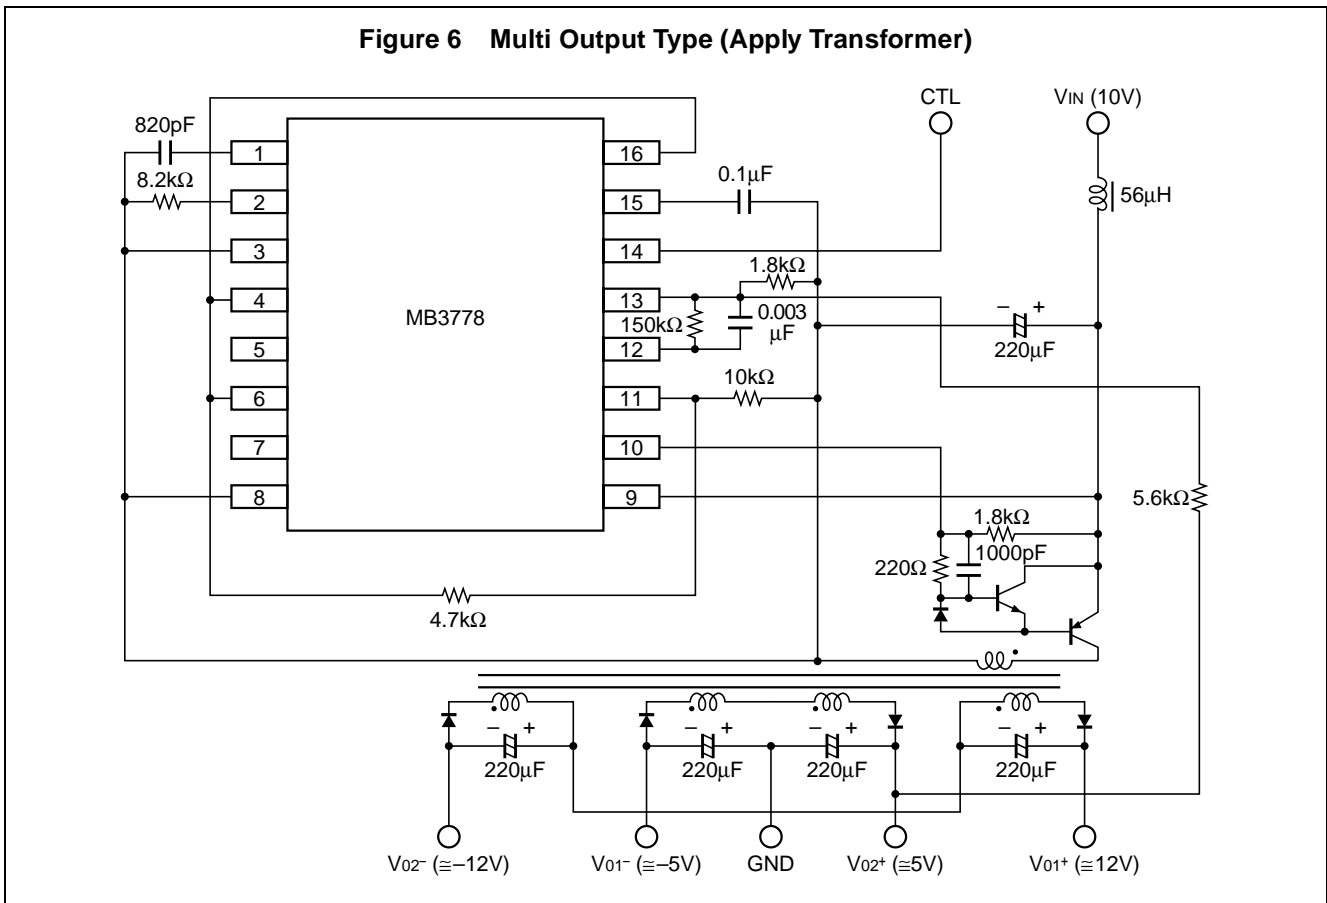 Figure 6 Multi Output Type (Apply Transformer)
CTL
VIN (10V)
820pF
1
16
8.2kΩ
0.1μF
56μH
2
15
3
14
1.8kΩ
4
13
MB3778
150kΩ
0.003
μF
– +
220μF
5
12
10kΩ
6
11
7
10
8
9
5.6kΩ
1.8kΩ
1000pF
220Ω
4.7kΩ
– +
– +
– +
– +
220μF
220μF
220μF
220μF
V02– (≅–12V)
V01– (≅–5V)
GND
V02+ (≅5V)
V01+ (≅12V)